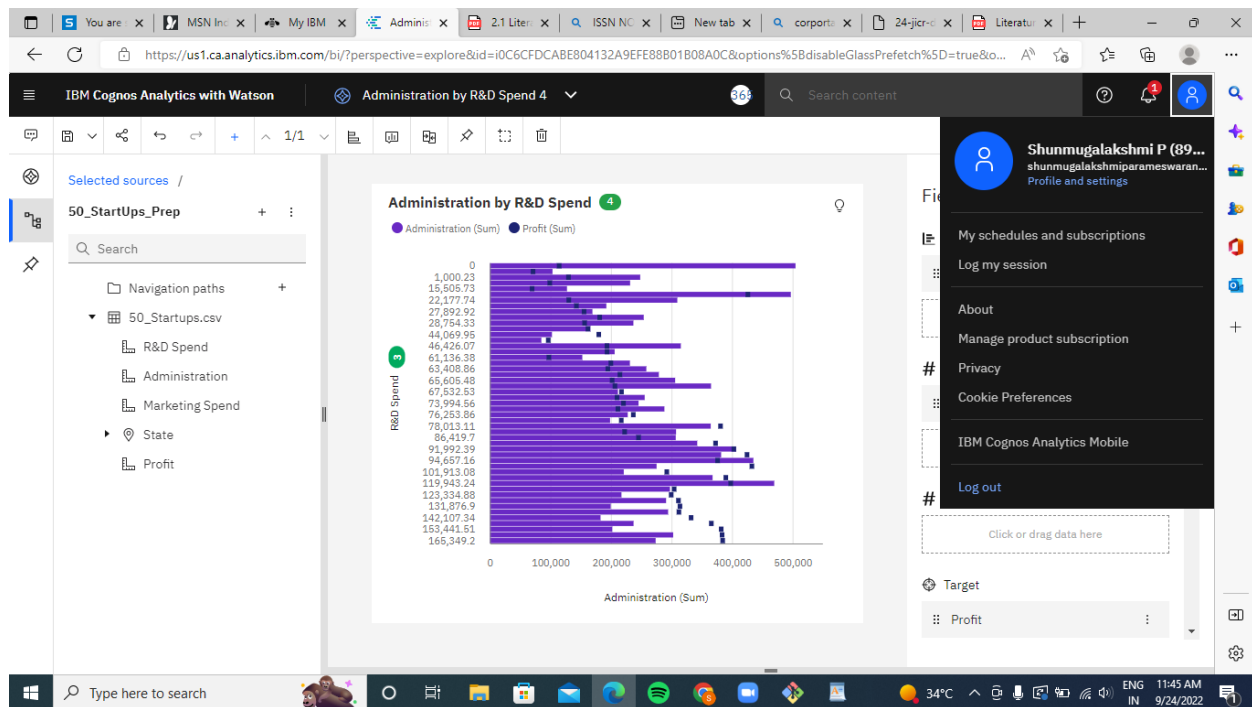 You are
MSN Ind
My IBM
Adminis
2.1 Litera
ISSN NO
New tab
corporta
24-jicr-d
Literatur
https://us1.ca.analytics.ibm.com/bi/?perspective=explore&id=i0C6CFDCABE804132A9EFE88B01B08A0C&options%5BdisableGlassPrefetch%5D=true&o...
IBM Cognos Analytics with Watson
Administration by R&D Spend 4
365
Search content
1
1/1
Selected sources /
50_StartUps_Prep
Search
Navigation paths
50_Startups.csv
R&D Spend
Administration
Marketing Spend
State
Profit
Administration by R&D Spend 4
Administration (Sum) Profit (Sum)
3
R&D Spend
0
1,000.23
15,505.73
22,177.74
27,892.92
28,754.33
44,069.95
46,426.07
61,136.38
63,408.86
65,605.48
67,532.53
73,994.56
76,253.86
78,013.11
86,419.7
91,992.39
94,657.16
101,913.08
119,943.24
123,334.88
131,876.9
142,107.34
153,441.51
165,349.2
0 100,000 200,000 300,000 400,000 500,000
Administration (Sum)
Fie
#
#
Click or drag data here
Target
Profit
Shunmugalakshmi P (89...
shunmugalakshmiparameswaran...
Profile and settings
My schedules and subscriptions
Log my session
About
Manage product subscription
Privacy
Cookie Preferences
IBM Cognos Analytics Mobile
Log out
Type here to search
34°C
ENG
IN
11:45 AM
9/24/2022
1